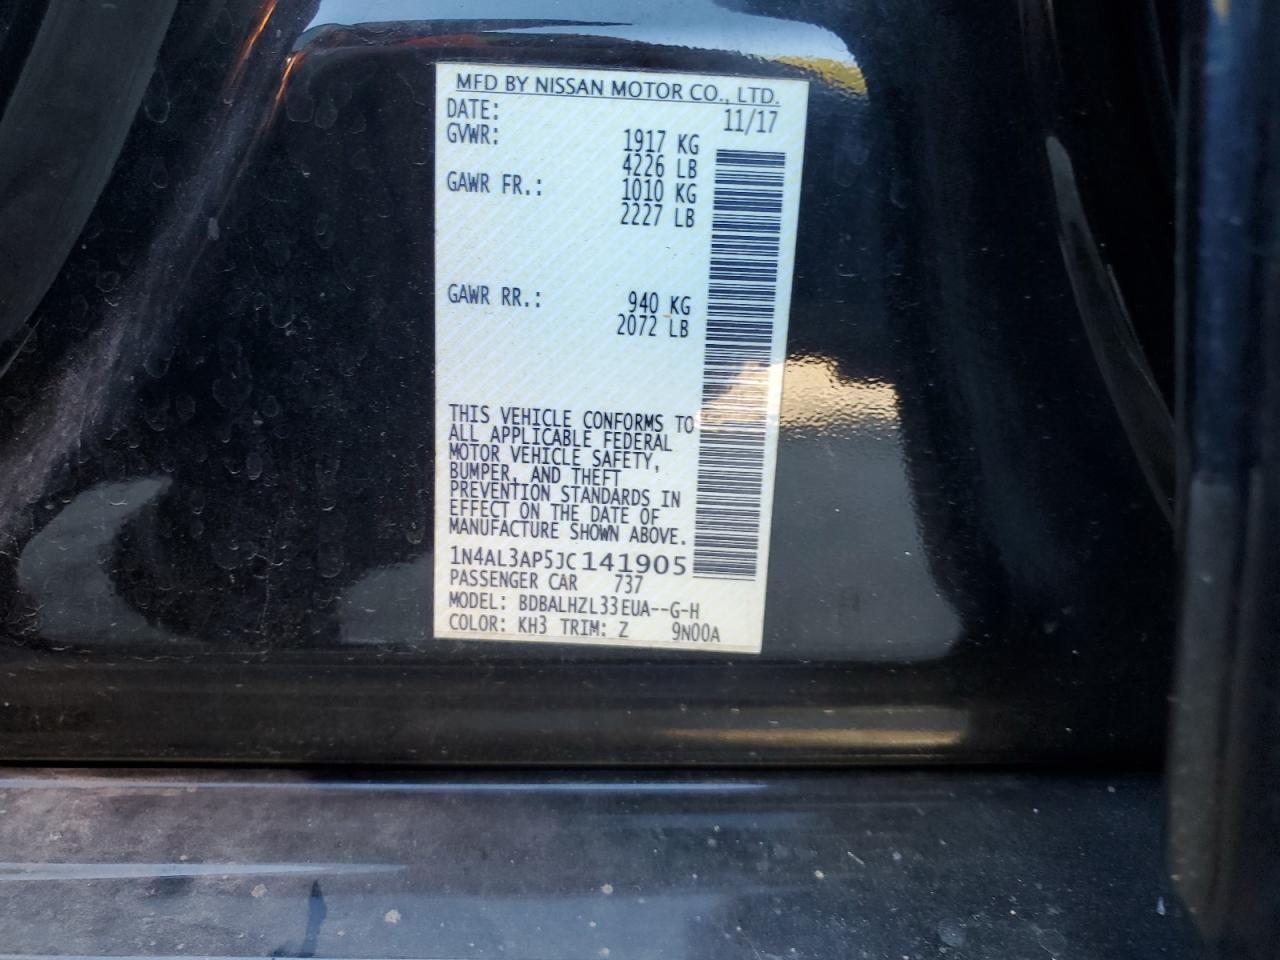 MFD BY NISSAN MOTOR CO., LTD.
DATE: 11/17
GVWR: 1917 KG
4226 LB
GAWR FR.: 1010 KG
2227 LB
GAWR RR.: 940 KG
2072 LB
THIS VEHICLE CONFORMS TO
ALL APPLICABLE FEDERAL
MOTOR VEHICLE SAFETY,
BUMPER, AND THEFT
PREVENTION STANDARDS IN
EFFECT ON THE DATE OF
MANUFACTURE SHOWN ABOVE.
1N4AL3AP5JC141905
PASSENGER CAR 737
MODEL: BDBALHZL33EUA--G-H
COLOR: KH3 TRIM: Z 9N00A